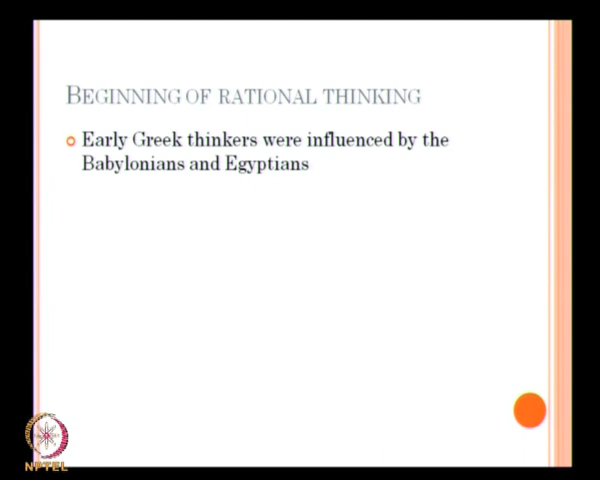 BEGINNING OF RATIONAL THINKING
Early Greek thinkers were influenced by the
Babylonians and Egyptians
NPTEL